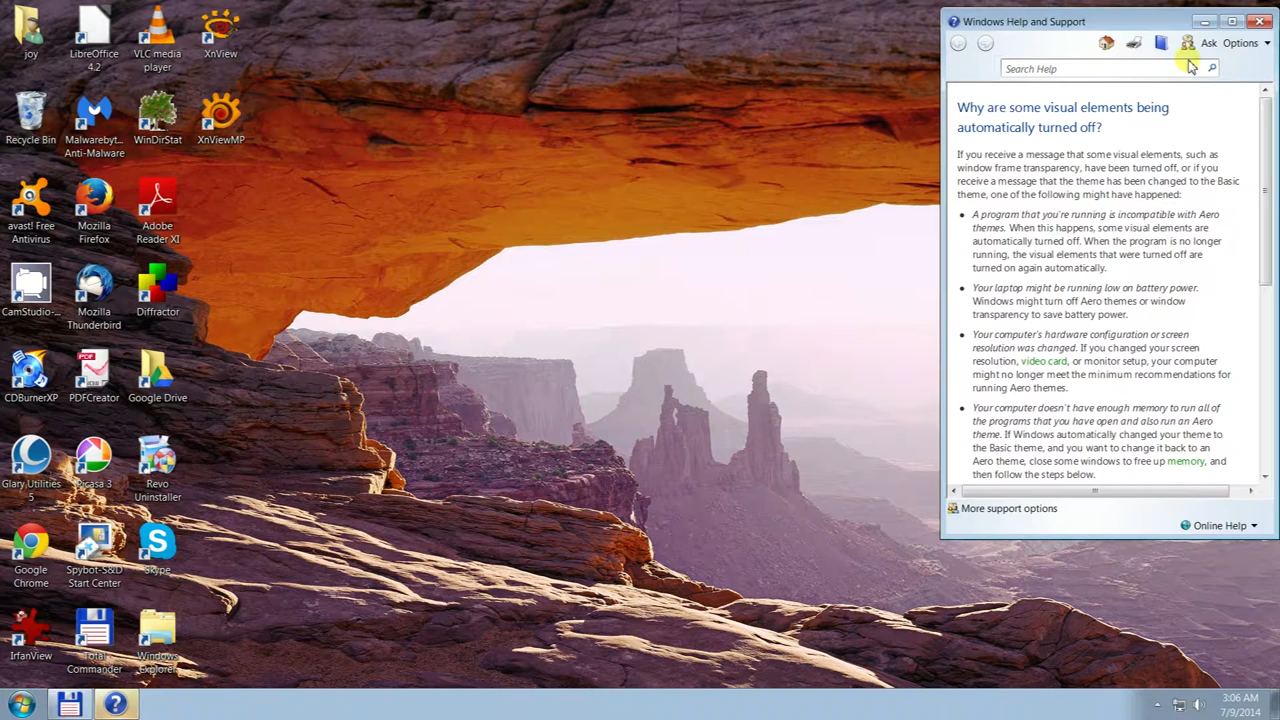 joy
LibreOffice
4.2
VLC media
player
XnView
Recycle Bin
Malwarebyt...
Anti-Malware
WinDirStat
XnViewMP
avast! Free
Antivirus
Mozilla
Firefox
Adobe
Reader XI
CamStudio-...
Mozilla
Thunderbird
Diffractor
CDBurnerXP
PDFCreator
Google Drive
Glary Utilities
5
Picasa 3
Revo
Uninstaller
Google
Chrome
Spybot-S&D
Start Center
Skype
IrfanView
Total
Commander
Windows
Explorer
Windows Help and Support
Ask Options
Search Help
Why are some visual elements being
automatically turned off?
If you receive a message that some visual elements, such as
window frame transparency, have been turned off, or if you
receive a message that the theme has been changed to the Basic
theme, one of the following might have happened:
• A program that you're running is incompatible with Aero
themes. When this happens, some visual elements are
automatically turned off. When the program is no longer
running, the visual elements that were turned off are
turned on again automatically.
• Your laptop might be running low on battery power.
Windows might turn off Aero themes or window
transparency to save battery power.
• Your computer's hardware configuration or screen
resolution was changed. If you changed your screen
resolution, video card, or monitor setup, your computer
might no longer meet the minimum recommendations for
running Aero themes.
• Your computer doesn't have enough memory to run all of
the programs that you have open and also run an Aero
theme. If Windows automatically changed your theme to
the Basic theme, and you want to change it back to an
Aero theme, close some windows to free up memory, and
then follow the steps below.
More support options
Online Help
3:06 AM
7/9/2014